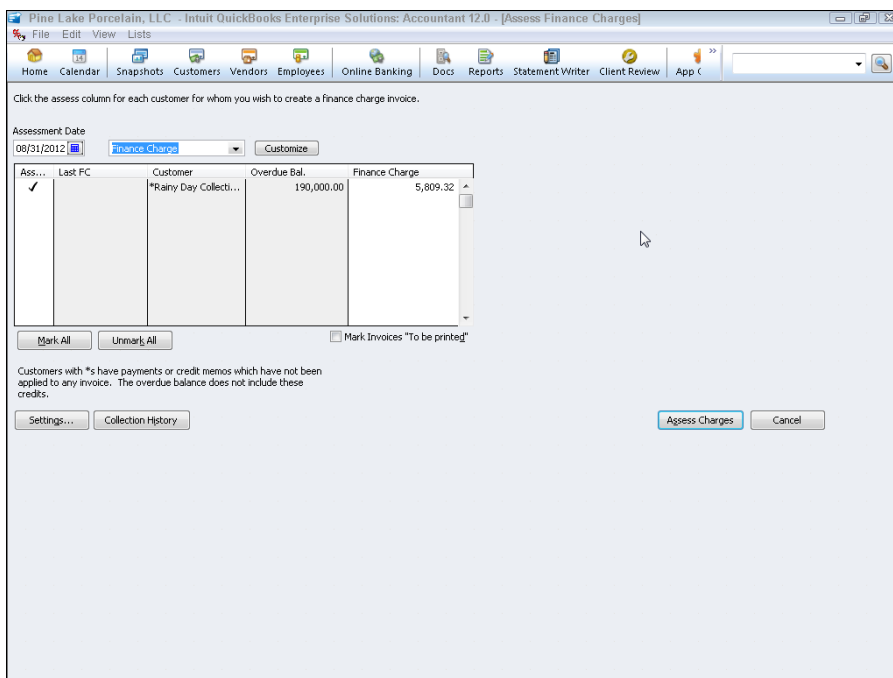 Pine Lake Porcelain, LLC - Intuit QuickBooks Enterprise Solutions: Accountant 12.0 - [Assess Finance Charges]
File Edit View Lists
Home Calendar Snapshots Customers Vendors Employees Online Banking Docs Reports Statement Writer Client Review App C »
Click the assess column for each customer for whom you wish to create a finance charge invoice.
Assessment Date
08/31/2012 Finance Charge Customize
Ass... Last FC Customer Overdue Bal. Finance Charge
✓ *Rainy Day Collecti... 190,000.00 5,809.32
Mark All Unmark All Mark Invoices "To be printed"
Customers with *s have payments or credit memos which have not been
applied to any invoice. The overdue balance does not include these
credits.
Settings... Collection History Assess Charges Cancel